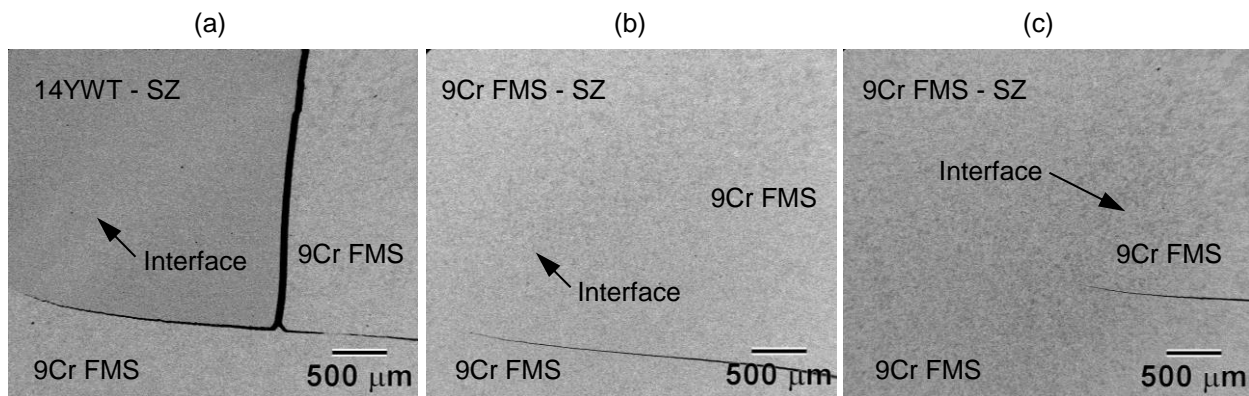 (a)
(b)
(c)
14YWT - SZ
Interface
9Cr FMS
9Cr FMS
500 μm
9Cr FMS - SZ
9Cr FMS
Interface
9Cr FMS
500 μm
9Cr FMS - SZ
Interface
9Cr FMS
9Cr FMS
500 μm